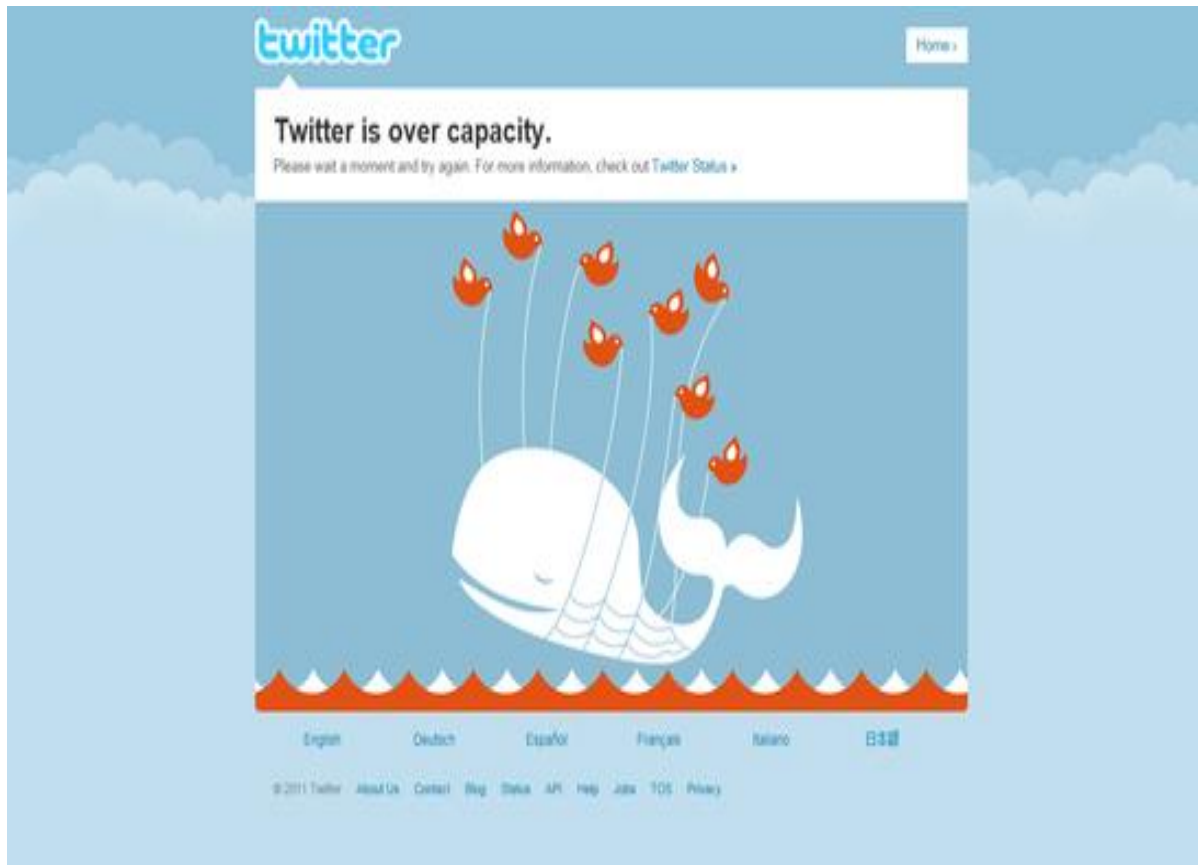 twitter
Home ›
Twitter is over capacity.
Please wait a moment and try again. For more information, check out Twitter Status »
English Deutsch Español Français Italiano 日本語
© 2011 Twitter About Us Contact Blog Status API Help Jobs TOS Privacy